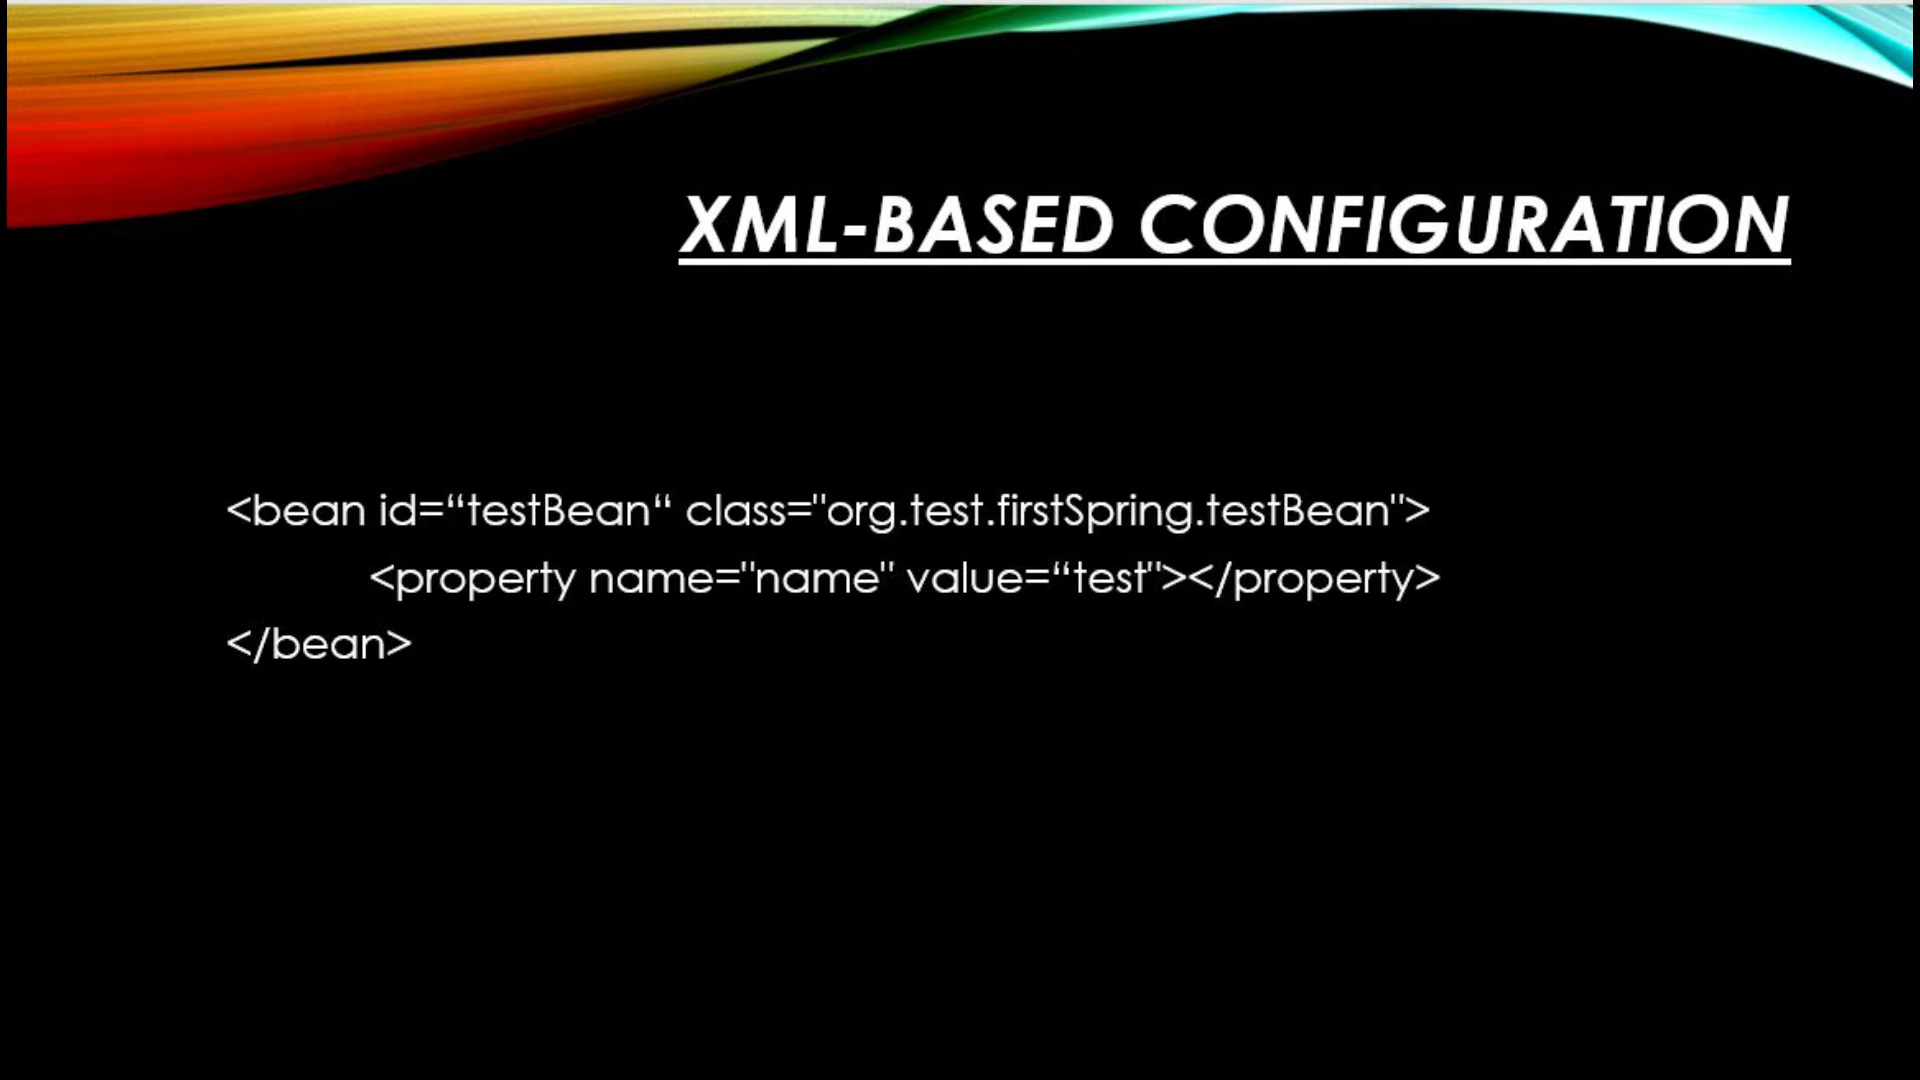 XML-BASED CONFIGURATION
<bean id=“testBean“ class="org.test.firstSpring.testBean">
<property name="name" value=“test"></property>
</bean>